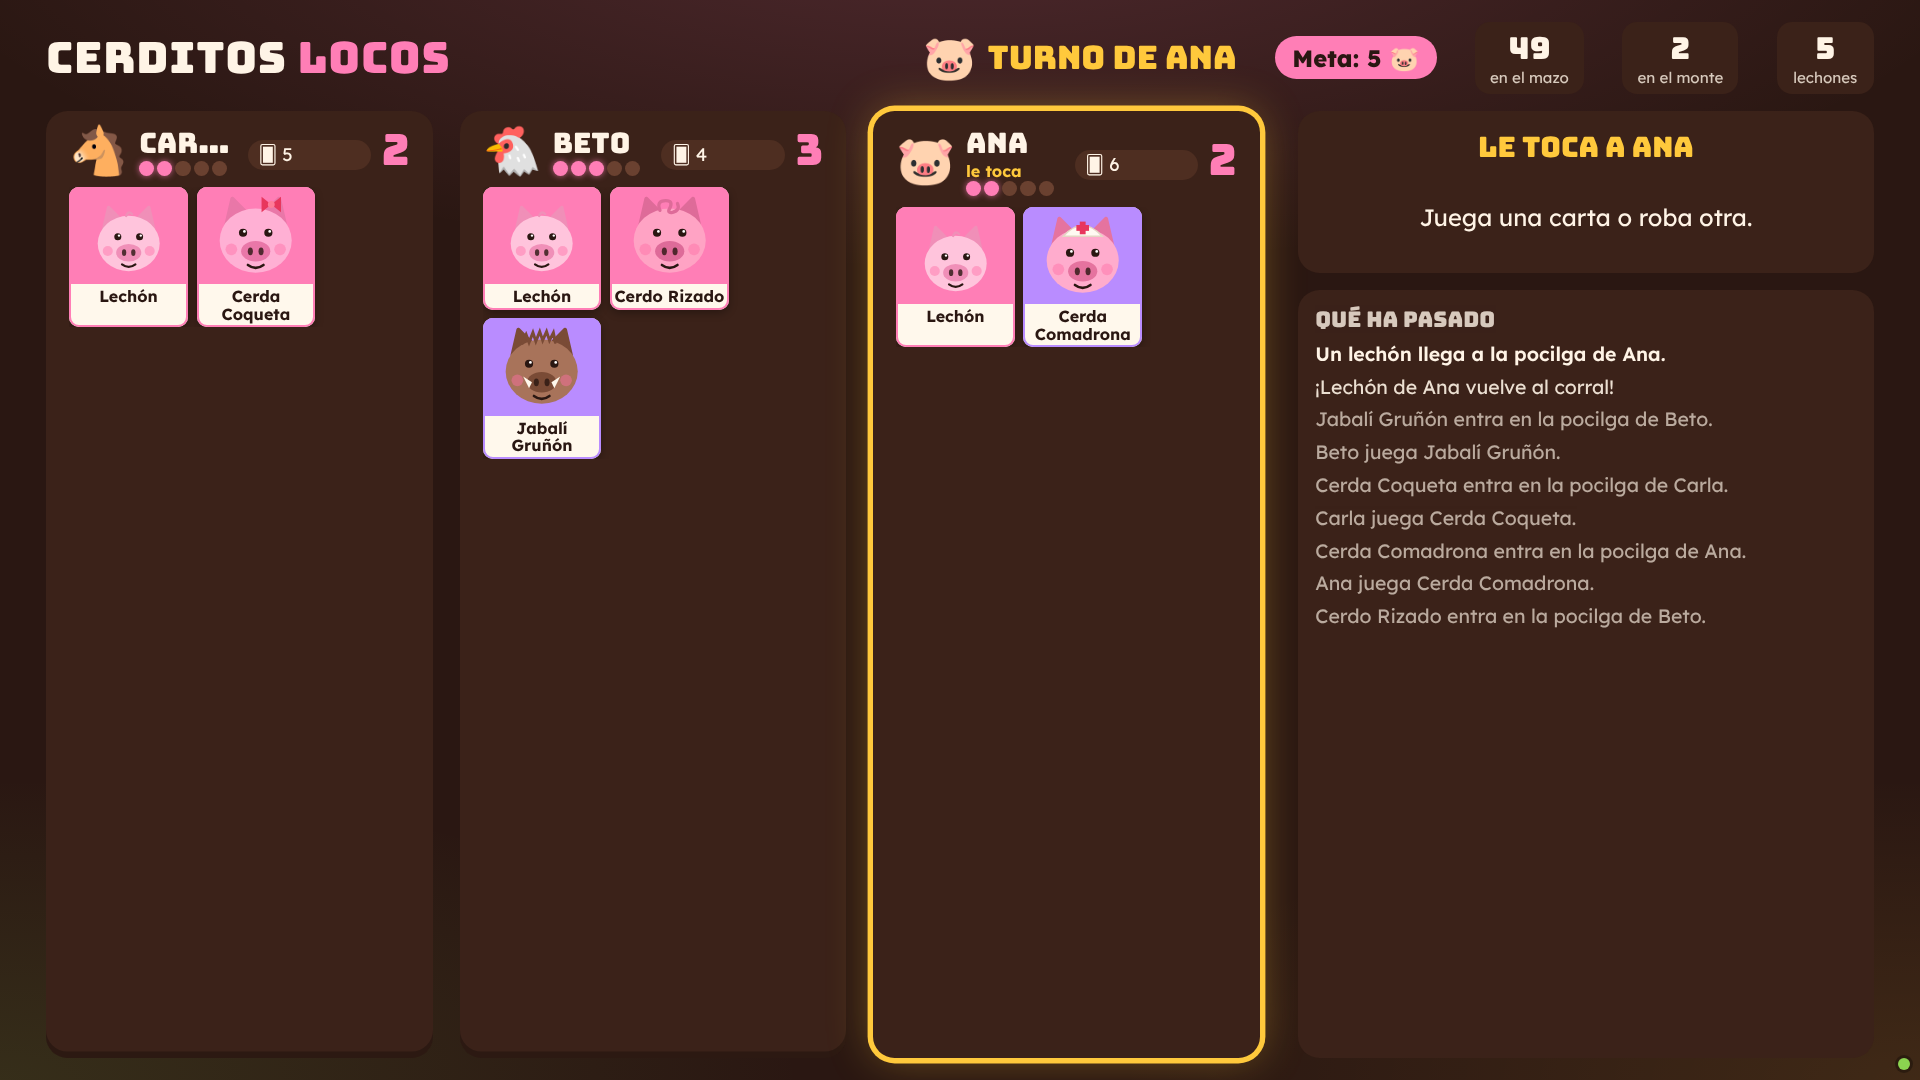 CERDITOS LOCOS
TURNO DE ANA
Meta: 5
49
en el mazo
2
en el monte
5
lechones
CAR...
5
2
Lechón
Cerda
Coqueta
BETO
4
3
Lechón
Cerdo Rizado
Jabalí
Gruñón
ANA
le toca
6
2
Lechón
Cerda
Comadrona
LE TOCA A ANA
Juega una carta o roba otra.
QUÉ HA PASADO
Un lechón llega a la pocilga de Ana.
¡Lechón de Ana vuelve al corral!
Jabalí Gruñón entra en la pocilga de Beto.
Beto juega Jabalí Gruñón.
Cerda Coqueta entra en la pocilga de Carla.
Carla juega Cerda Coqueta.
Cerda Comadrona entra en la pocilga de Ana.
Ana juega Cerda Comadrona.
Cerdo Rizado entra en la pocilga de Beto.